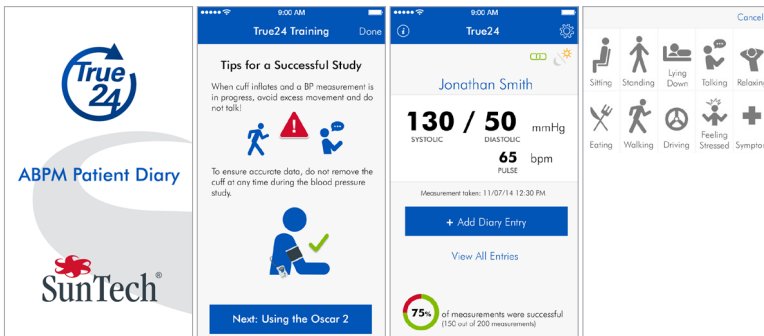 True
24
ABPM Patient Diary
SunTech®
9:00 AM
True24 Training
Done
Tips for a Successful Study
When cuff inflates and a BP measurement is
in progress, avoid excess movement and do
not talk!
To ensure accurate data, do not remove the
cuff at any time during the blood pressure
study.
Next: Using the Oscar 2
9:00 AM
True24
Jonathan Smith
130 / 50 mmHg
SYSTOLIC DIASTOLIC
65 bpm
PULSE
Measurement taken: 11/07/14 12:30 PM
+ Add Diary Entry
View All Entries
75% of measurements were successful
(150 out of 200 measurements)
Cancel
Sitting
Standing
Lying
Down
Talking
Relaxing
Eating
Walking
Driving
Feeling
Stressed
Sympto